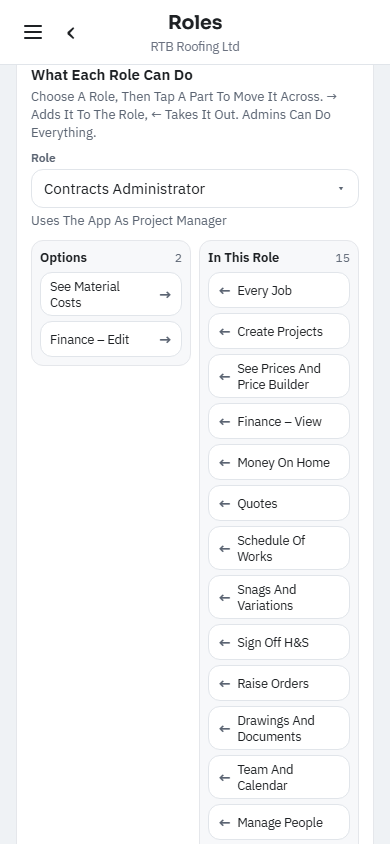 Roles
RTB Roofing Ltd
What Each Role Can Do
Choose A Role, Then Tap A Part To Move It Across. →
Adds It To The Role, ← Takes It Out. Admins Can Do
Everything.
Role
Contracts Administrator
Uses The App As Project Manager
Options 2
See Material
Costs →
Finance – Edit →
In This Role 15
← Every Job
← Create Projects
← See Prices And
Price Builder
← Finance – View
← Money On Home
← Quotes
← Schedule Of
Works
← Snags And
Variations
← Sign Off H&S
← Raise Orders
← Drawings And
Documents
← Team And
Calendar
← Manage People